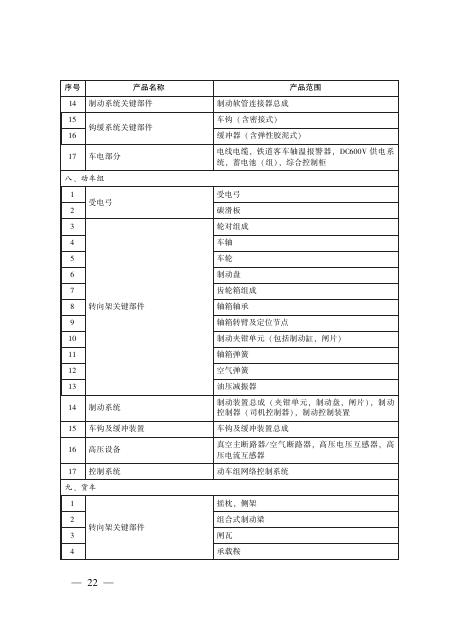 序号 产品名称 产品范围
14 制动系统关键部件 制动软管连接器总成
15 钩缓系统关键部件 车钩（含密接式）
16 缓冲器（含弹性胶泥式）
17 车电部分 电线电缆，铁道客车轴温报警器，DC600V 供电系
统，蓄电池（组），综合控制柜
八、动车组
1 受电弓 受电弓
2 碳滑板
3 转向架关键部件 轮对组成
4 车轴
5 车轮
6 制动盘
7 齿轮箱组成
8 轴箱轴承
9 轴箱转臂及定位节点
10 制动夹钳单元（包括制动缸，闸片）
11 轴箱弹簧
12 空气弹簧
13 油压减振器
14 制动系统 制动装置总成（夹钳单元，制动盘，闸片），制动
控制器（司机控制器），制动控制装置
15 车钩及缓冲装置 车钩及缓冲装置总成
16 高压设备 真空主断路器/空气断路器，高压电压互感器，高
压电流互感器
17 控制系统 动车组网络控制系统
九、货车
1 转向架关键部件 摇枕，侧架
2 组合式制动梁
3 闸瓦
4 承载鞍
— 22 —